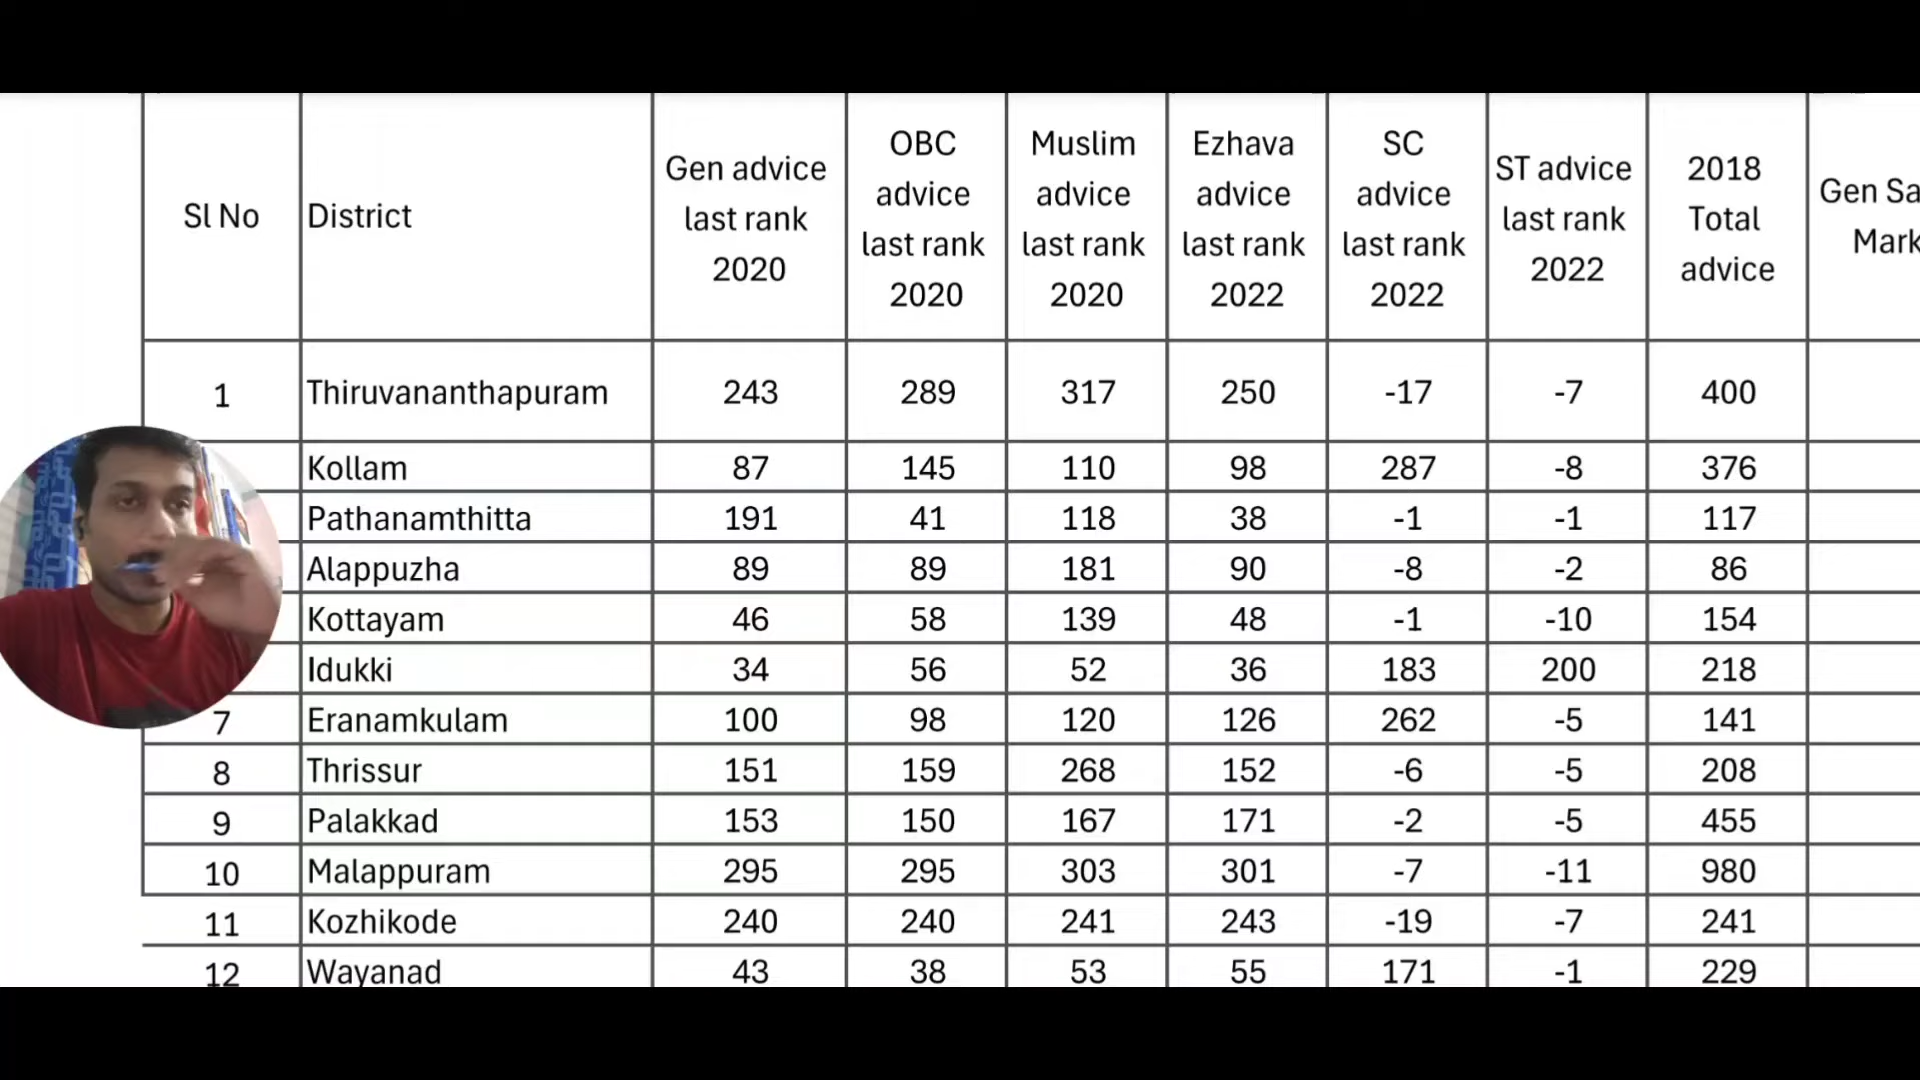 Sl No District Gen advice last rank 2020 OBC advice last rank 2020 Muslim advice last rank 2020 Ezhava advice last rank 2022 SC advice last rank 2022 ST advice last rank 2022 2018 Total advice Gen Sa Mark
1 Thiruvananthapuram 243 289 317 250 -17 -7 400
Kollam 87 145 110 98 287 -8 376
Pathanamthitta 191 41 118 38 -1 -1 117
Alappuzha 89 89 181 90 -8 -2 86
Kottayam 46 58 139 48 -1 -10 154
Idukki 34 56 52 36 183 200 218
7 Eranamkulam 100 98 120 126 262 -5 141
8 Thrissur 151 159 268 152 -6 -5 208
9 Palakkad 153 150 167 171 -2 -5 455
10 Malappuram 295 295 303 301 -7 -11 980
11 Kozhikode 240 240 241 243 -19 -7 241
12 Wayanad 43 38 53 55 171 -1 229